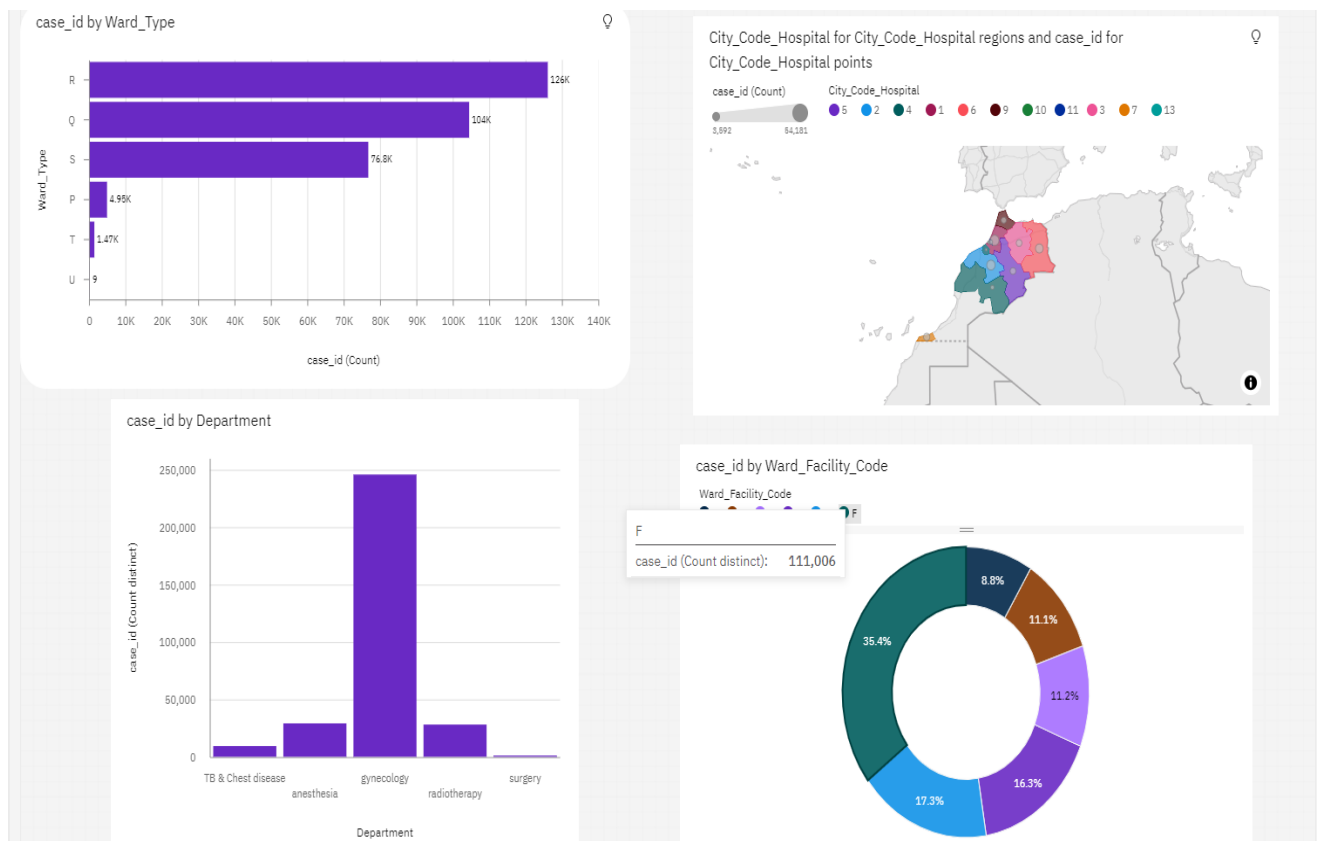 case_id by Ward_Type
R
126K
Q
104K
S
76.8K
P
4.95K
T
1.47K
U
9
Ward_Type
0 10K 20K 30K 40K 50K 60K 70K 80K 90K 100K 110K 120K 130K 140K
case_id (Count)
City_Code_Hospital for City_Code_Hospital regions and case_id for
City_Code_Hospital points
case_id (Count)
3,592 54,181
City_Code_Hospital
5 2 4 1 6 9 10 11 3 7 13
case_id by Department
250,000
200,000
150,000
100,000
50,000
0
case_id (Count distinct)
TB & Chest disease
anesthesia
gynecology
radiotherapy
surgery
Department
case_id by Ward_Facility_Code
Ward_Facility_Code
F
F
case_id (Count distinct): 111,006
8.8%
11.1%
11.2%
16.3%
17.3%
35.4%